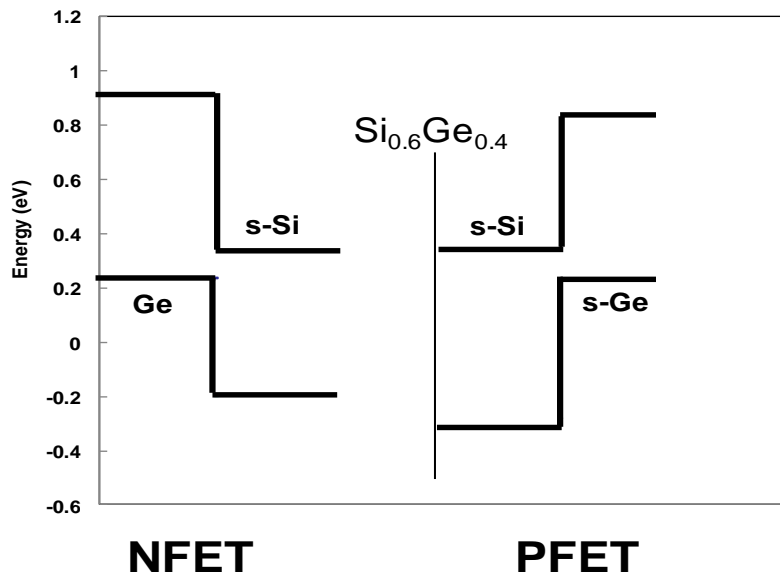 1.2
1
0.8
0.6
0.4
0.2
0
-0.2
-0.4
-0.6
Energy (eV)
s-Si
Ge
Si0.6Ge0.4
s-Si
s-Ge
NFET
PFET